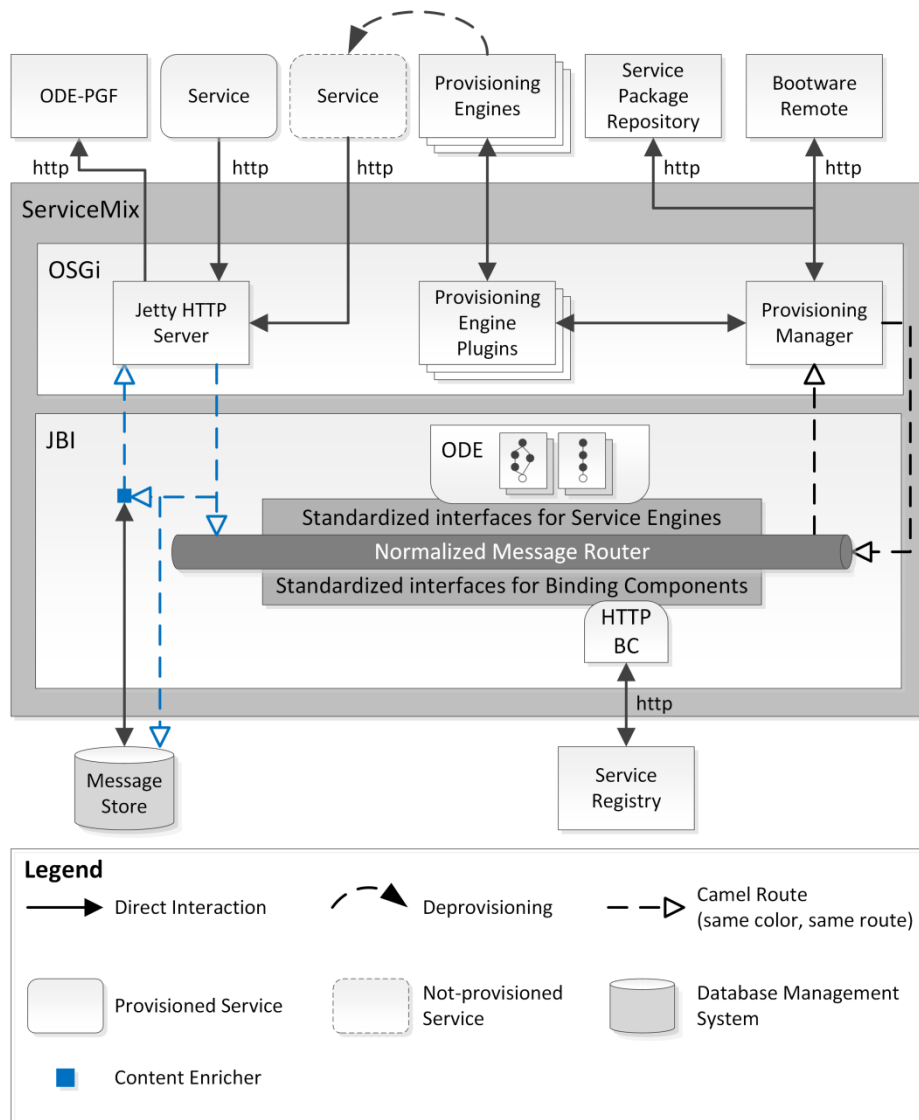 ODE-PGF
Service
Service
Provisioning
Engines
Service
Package
Repository
Bootware
Remote
http
http
http
http
http
ServiceMix
OSGi
Jetty HTTP
Server
Provisioning
Engine
Plugins
Provisioning
Manager
JBI
ODE
Standardized interfaces for Service Engines
Normalized Message Router
Standardized interfaces for Binding Components
HTTP
BC
http
Message
Store
Service
Registry
Legend
Direct Interaction
Deprovisioning
Camel Route
(same color, same route)
Provisioned Service
Not-provisioned
Service
Database Management
System
Content Enricher